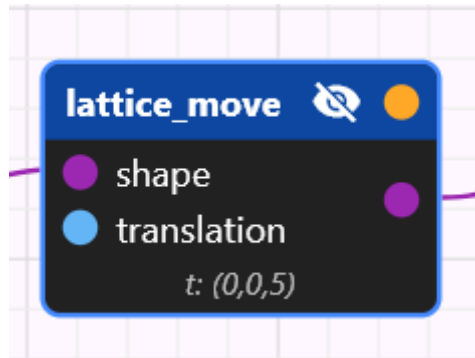 lattice_move
shape
translation
t: (0,0,5)